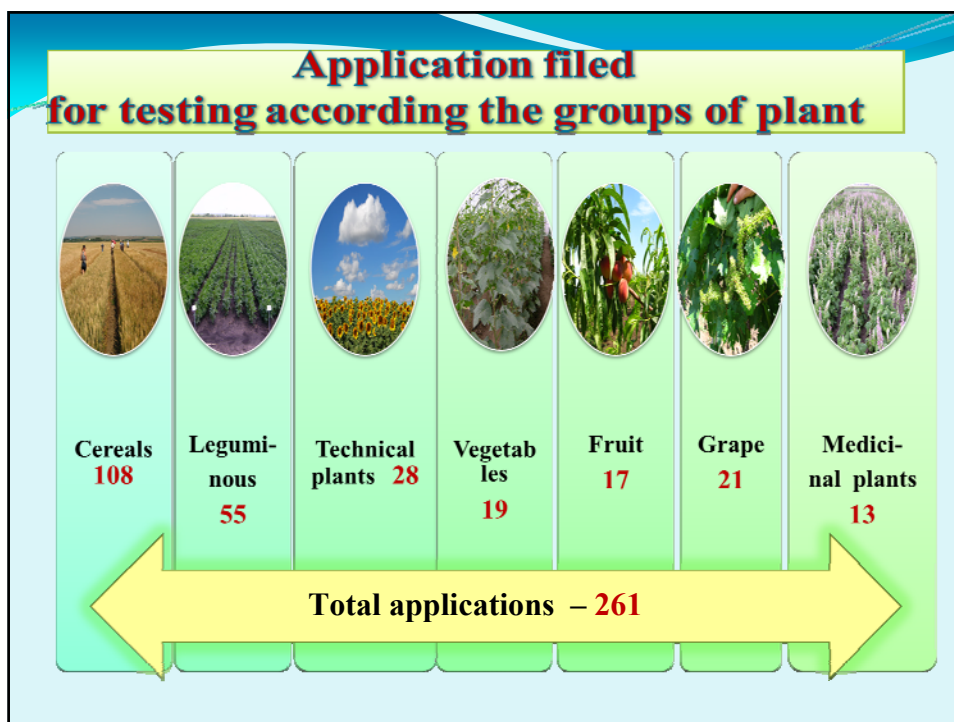 Application filed
for testing according the groups of plant
Cereals
108
Legumi-
nous
55
Technical
plants 28
Vegetab
les
19
Fruit
17
Grape
21
Medici-
nal plants
13
Total applications – 261